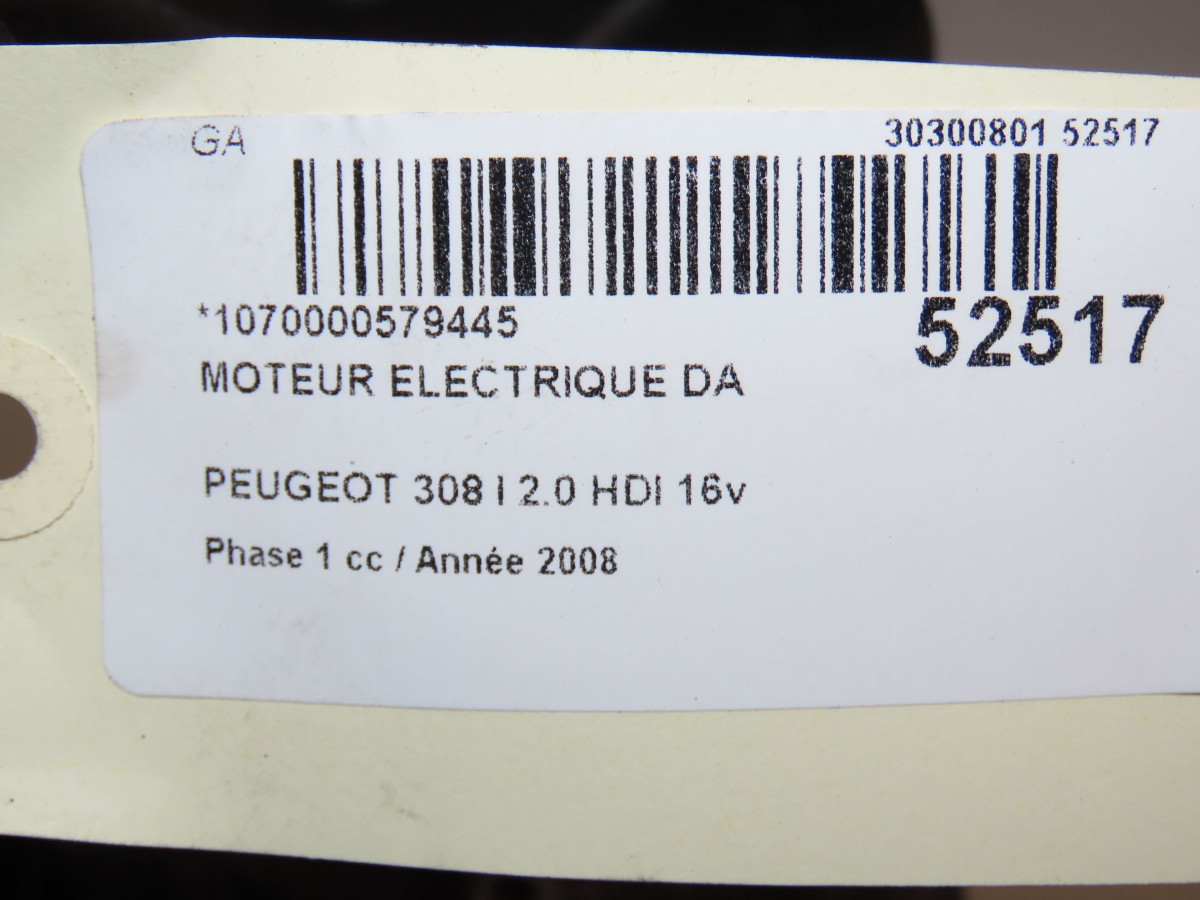 GA 30300801 52517
*1070000579445 52517
MOTEUR ELECTRIQUE DA
PEUGEOT 308 I 2.0 HDI 16v
Phase 1 cc / Année 2008